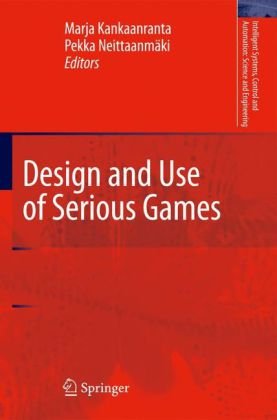 Marja Kankaanranta
Pekka Neittaanmäki
Editors
Intelligent Systems, Control and
Automation: Science and Engineering
Design and Use
of Serious Games
Springer